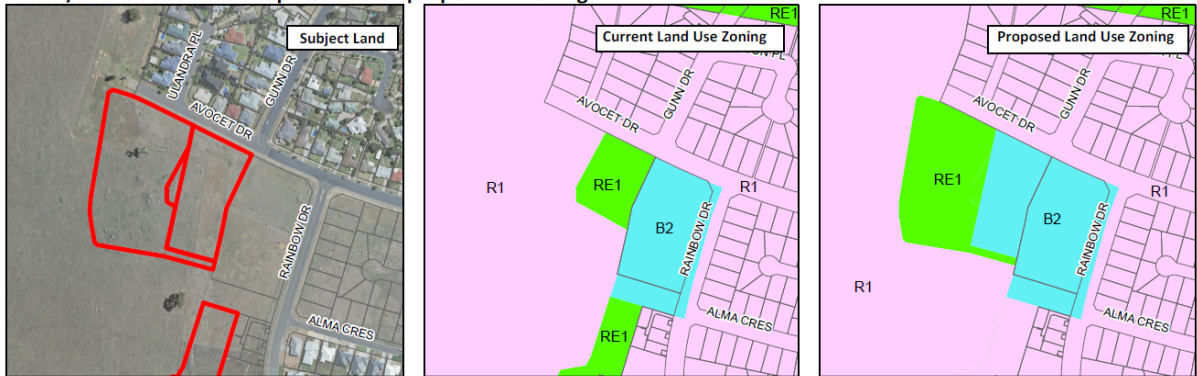 Subject Land
ULANDRA PL
GUNN DR
AVOCET DR
RAINBOW DR
ALMA CRES
Current Land Use Zoning
RE1
GUNN DR
AVOCET DR
R1
RE1
R1
B2
RAINBOW DR
ALMA CRES
RE1
Proposed Land Use Zoning
RE1
GUNN DR
AVOCET DR
RE1
R1
B2
RAINBOW DR
R1
ALMA CRES